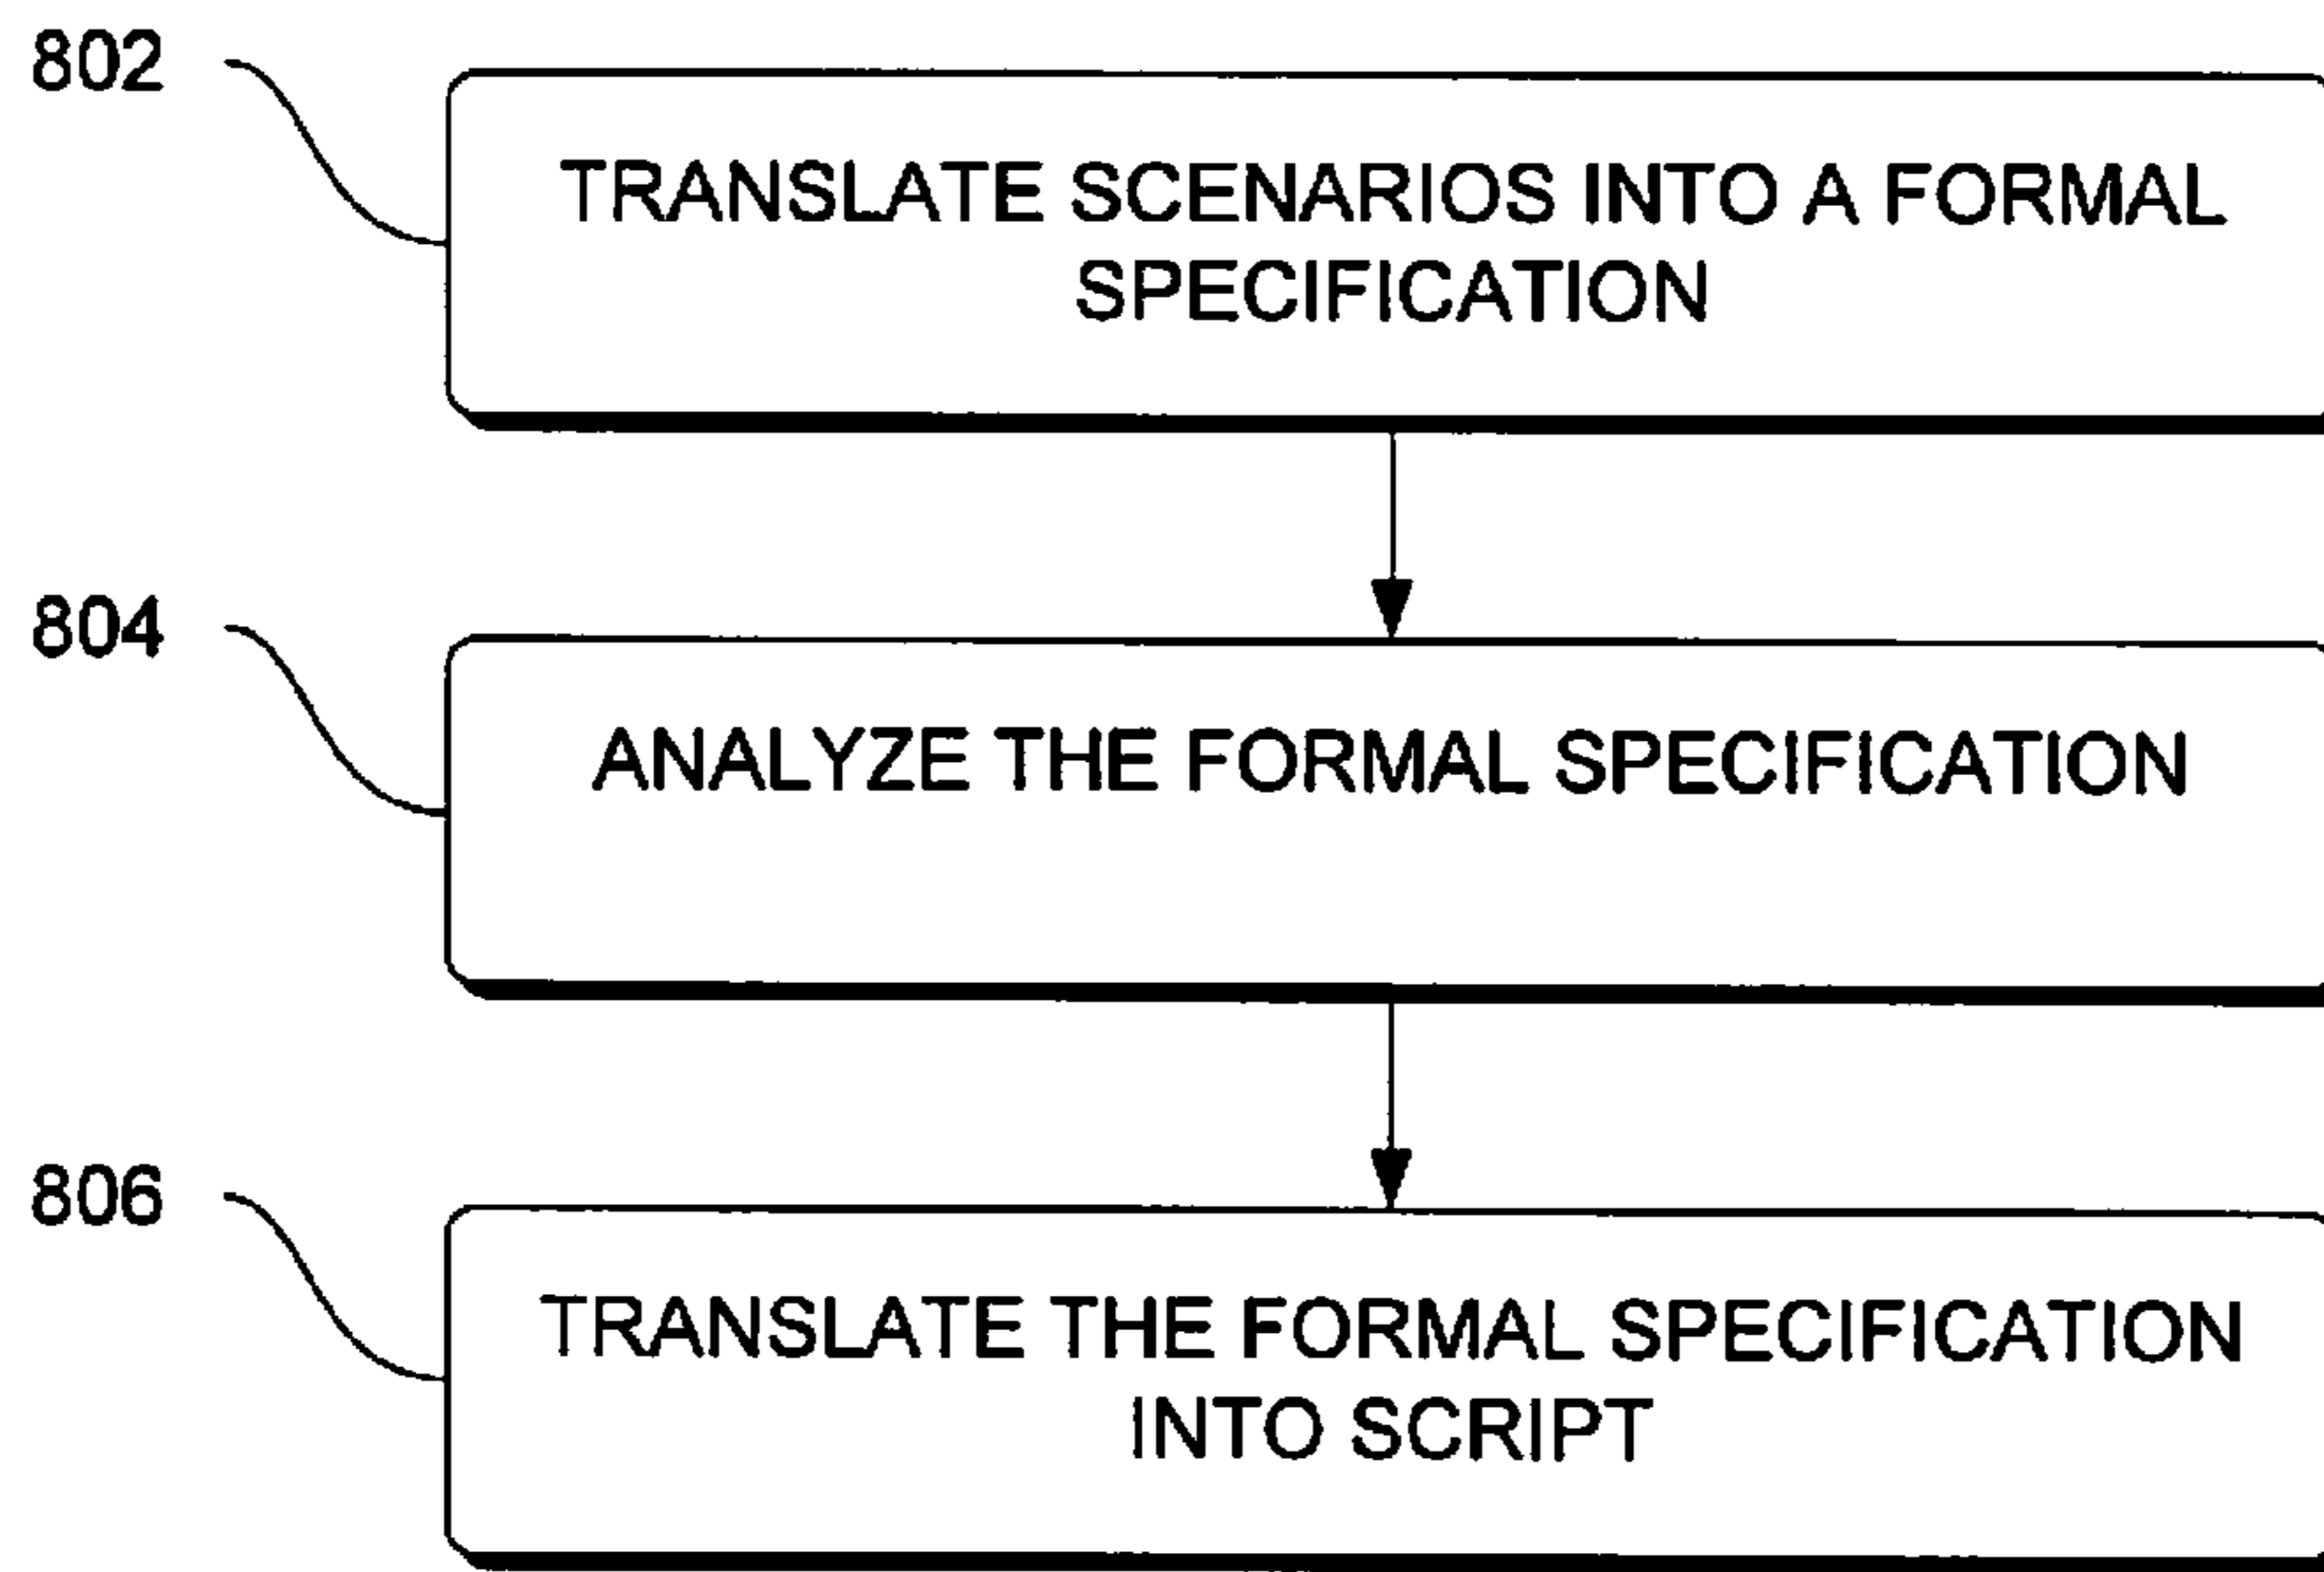 802
TRANSLATE SCENARIOS INTO A FORMAL
SPECIFICATION
804
ANALYZE THE FORMAL SPECIFICATION
806
TRANSLATE THE FORMAL SPECIFICATION
INTO SCRIPT